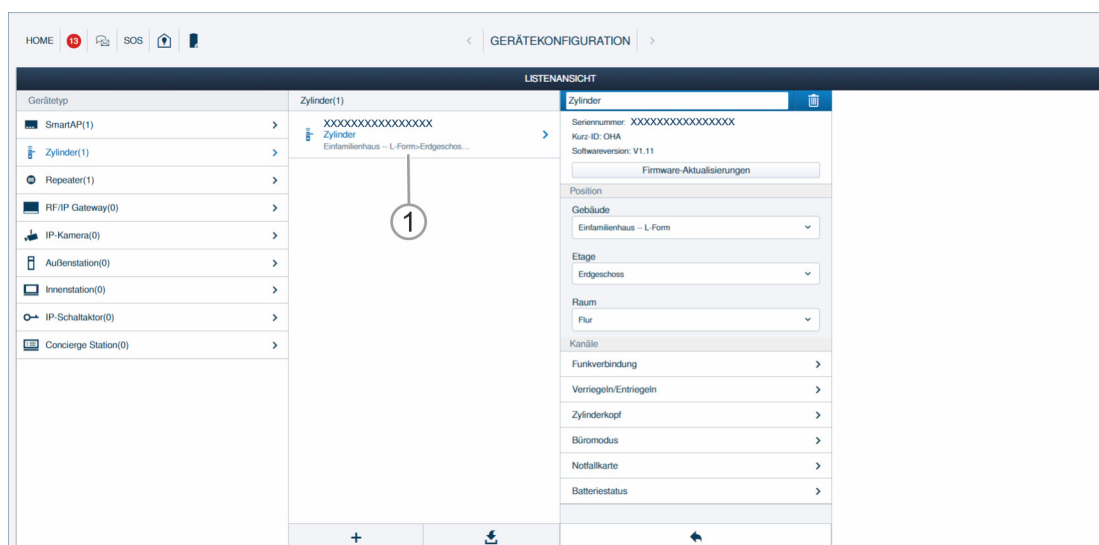 HOME 13 SOS
GERÄTEKONFIGURATION
LISTENANSICHT
Gerätetyp
SmartAP(1)
Zylinder(1)
Repeater(1)
RF/IP Gateway(0)
IP-Kamera(0)
Außenstation(0)
Innenstation(0)
IP-Schaltaktor(0)
Concierge Station(0)
Zylinder(1)
XXXXXXXXXXXXXXXX
Zylinder
Einfamilienhaus -- L-Form>Erdgeschos...
1
Zylinder
Seriennummer: XXXXXXXXXXXXXXXX
Kurz-ID: OHA
Softwareversion: V1.11
Firmware-Aktualisierungen
Position
Gebäude
Einfamilienhaus -- L-Form
Etage
Erdgeschoss
Raum
Flur
Kanäle
Funkverbindung
Verriegeln/Entriegeln
Zylinderkopf
Büromodus
Notfallkarte
Batteriestatus